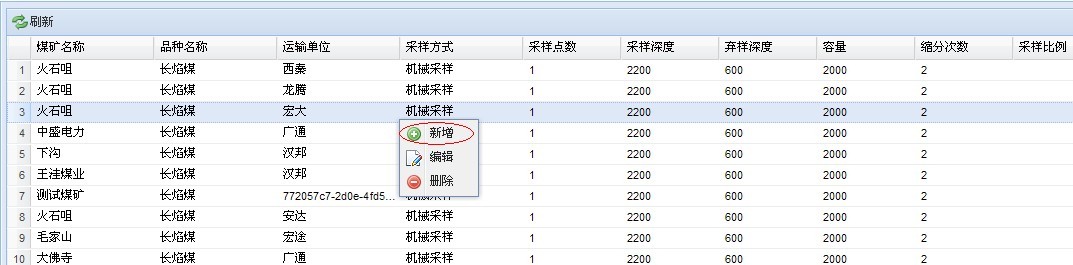 刷新
煤矿名称 品种名称 运输单位 采样方式 采样点数 采样深度 弃样深度 容量 缩分次数 采样比例
1 火石咀 长焰煤 西秦 机械采样 1 2200 600 2000 2
2 火石咀 长焰煤 龙腾 机械采样 1 2200 600 2000 2
3 火石咀 长焰煤 宏大 机械采样 1 2200 600 2000 2
4 中盛电力 长焰煤 广通 新增 1 2200 600 2000 2
5 下沟 长焰煤 汉邦 编辑 1 2200 600 2000 2
6 王洼煤业 长焰煤 汉邦 删除 1 2200 600 2000 2
7 测试煤矿 长焰煤 772057c7-2d0e-4fd5... 机械采样 1 2200 600 2000 2
8 火石咀 长焰煤 安达 机械采样 1 2200 600 2000 2
9 毛家山 长焰煤 宏途 机械采样 1 2200 600 2000 2
10 大佛寺 长焰煤 广通 机械采样 1 2200 600 2000 2